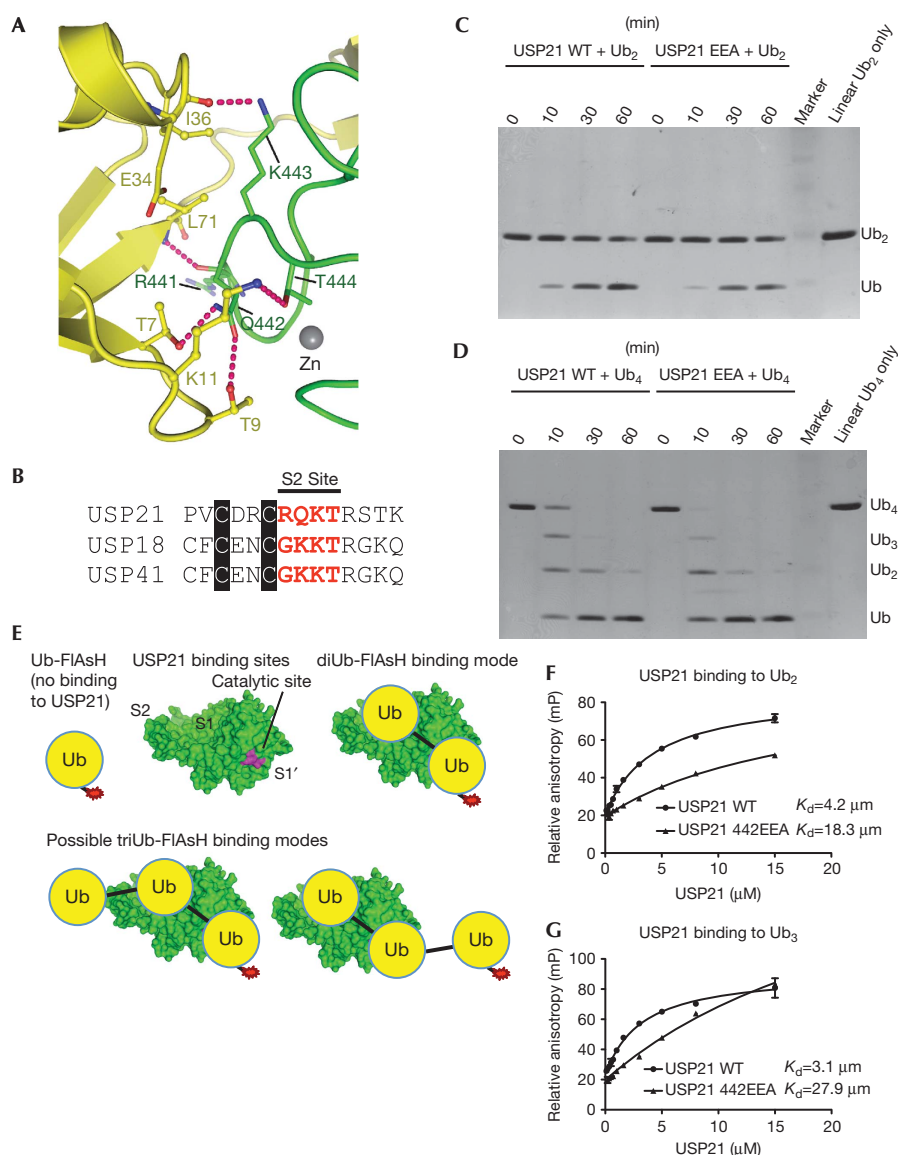 A
I36
K443
E34
L71
R441
T444
Q442
T7
Zn
K11
T9
B
S2 Site
USP21 PVCDRCRQKTRSTK
USP18 CFCENCGKKTRGKQ
USP41 CFCENCGKKTRGKQ
C
(min)
USP21 WT + Ub2 USP21 EEA + Ub2
0 10 30 60 0 10 30 60 Marker Linear Ub2 only
Ub2
Ub
D
(min)
USP21 WT + Ub4 USP21 EEA + Ub4
0 10 30 60 0 10 30 60 Marker Linear Ub4 only
Ub4
Ub3
Ub2
Ub
E
Ub-FlAsH
(no binding
to USP21)
Ub
USP21 binding sites
Catalytic site
S2
S1
S1′
diUb-FlAsH binding mode
Ub
Ub
Possible triUb-FlAsH binding modes
Ub Ub Ub
Ub Ub Ub
F
USP21 binding to Ub2
Relative anisotropy (mP)
80
60
40
20
0
USP21 WT Kd=4.2 μm
USP21 442EEA Kd=18.3 μm
0 5 10 15 20
USP21 (μM)
G
USP21 binding to Ub3
Relative anisotropy (mP)
100
80
60
40
20
0
USP21 WT Kd=3.1 μm
USP21 442EEA Kd=27.9 μm
0 5 10 15 20
USP21 (μM)